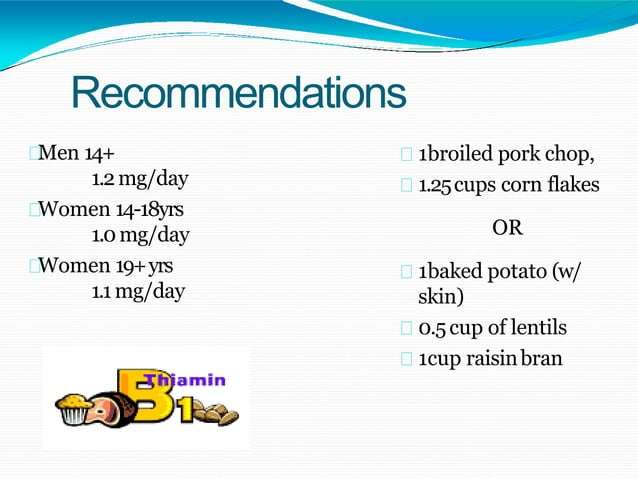 Recommendations
Men 14+
1.2 mg/day
Women 14-18yrs
1.0 mg/day
Women 19+ yrs
1.1 mg/day
1broiled pork chop,
1.25 cups corn flakes
OR
1baked potato (w/
skin)
0.5 cup of lentils
1cup raisin bran
Thiamin
B1